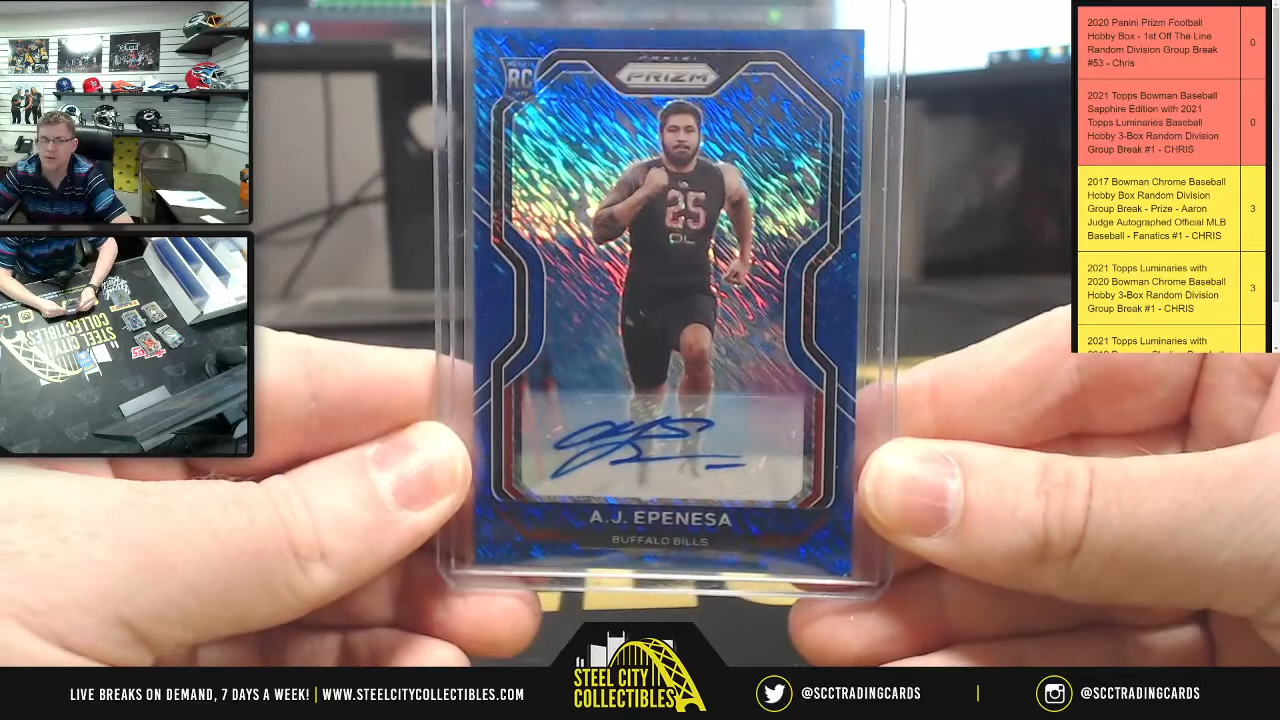 PANINI
PRIZM
RC
25
OL
A.J. EPENESA
BUFFALO BILLS
2020 Panini Prizm Football
Hobby Box - 1st Off The Line
Random Division Group Break
#53 - Chris
0
2021 Topps Bowman Baseball
Sapphire Edition with 2021
Topps Luminaries Baseball
Hobby 3-Box Random Division
Group Break #1 - CHRIS
0
2017 Bowman Chrome Baseball
Hobby Box Random Division
Group Break - Prize - Aaron
Judge Autographed Official MLB
Baseball - Fanatics #1 - CHRIS
3
2021 Topps Luminaries with
2020 Bowman Chrome Baseball
Hobby 3-Box Random Division
Group Break #1 - CHRIS
3
2021 Topps Luminaries with
STEEL CITY
COLLECTIBLES
LIVE BREAKS ON DEMAND, 7 DAYS A WEEK! | WWW.STEELCITYCOLLECTIBLES.COM
STEEL CITY
COLLECTIBLES
@SCCTRADINGCARDS | @SCCTRADINGCARDS